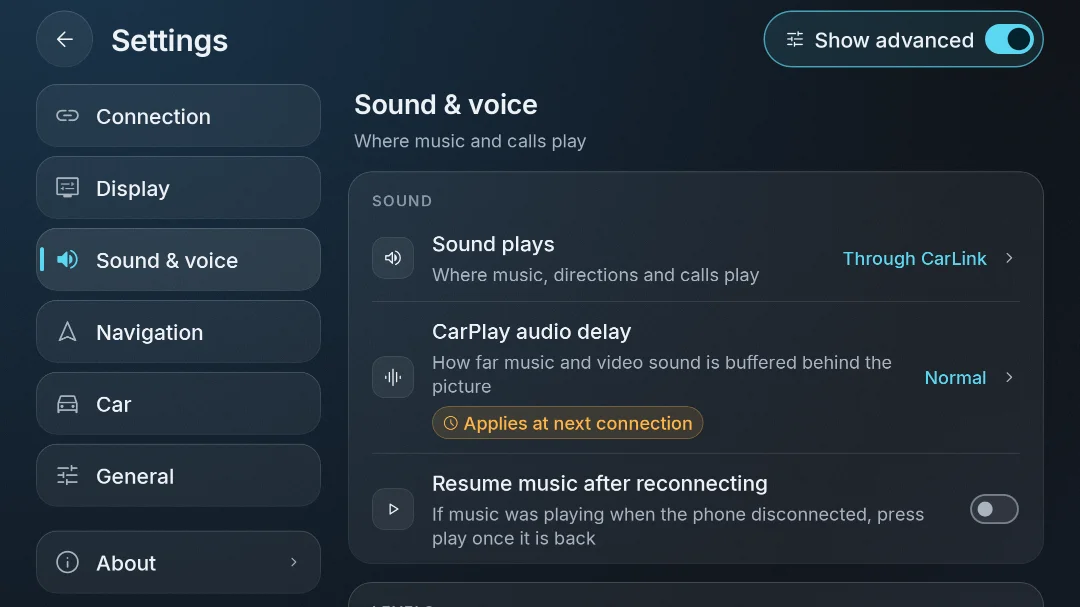 Settings
Show advanced
Connection
Display
Sound & voice
Navigation
Car
General
About
Sound & voice
Where music and calls play
SOUND
Sound plays
Where music, directions and calls play
Through CarLink
CarPlay audio delay
How far music and video sound is buffered behind the
picture
Normal
Applies at next connection
Resume music after reconnecting
If music was playing when the phone disconnected, press
play once it is back